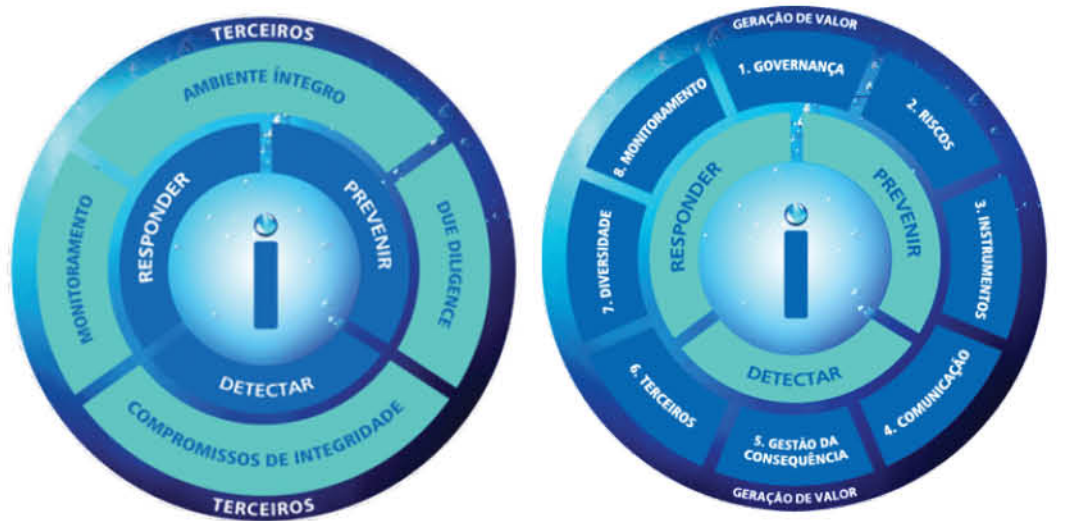 TERCEIROS
AMBIENTE ÍNTEGRO
RESPONDER
PREVENIR
MONITORAMENTO
DUE DILIGENCE
i
DETECTAR
COMPROMISSOS DE INTEGRIDADE
TERCEIROS
GERAÇÃO DE VALOR
1. GOVERNANÇA
2. RISCOS
3. INSTRUMENTOS
4. COMUNICAÇÃO
5. GESTÃO DA
CONSEQUÊNCIA
6. TERCEIROS
7. DIVERSIDADE
8. MONITORAMENTO
RESPONDER
PREVENIR
i
DETECTAR
GERAÇÃO DE VALOR